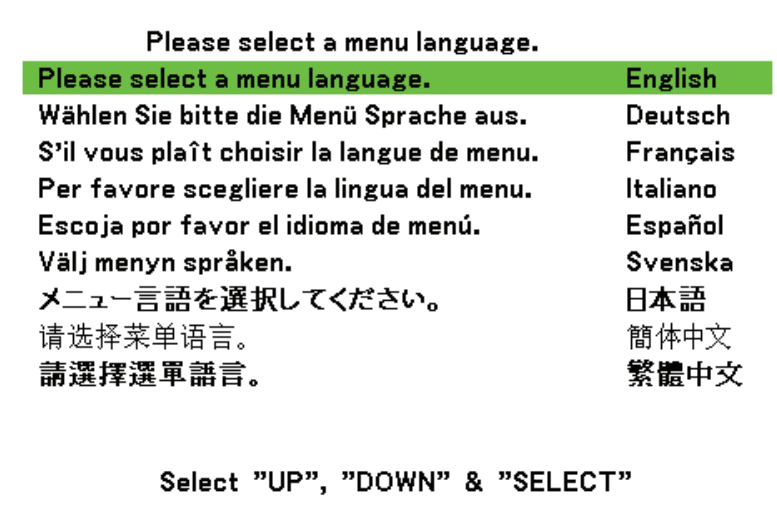 Please select a menu language.
Please select a menu language. English
Wählen Sie bitte die Menü Sprache aus. Deutsch
S'il vous plaît choisir la langue de menu. Français
Per favore scegliere la lingua del menu. Italiano
Escoja por favor el idioma de menú. Español
Välj menyn språken. Svenska
メニュー言語を選択してください。 日本語
请选择菜单语言。 簡体中文
請選擇選單語言。 繁體中文
Select "UP", "DOWN" & "SELECT"